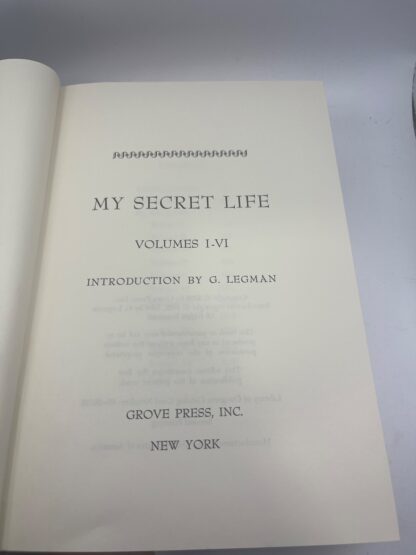 MY SECRET LIFE
VOLUMES I-VI
INTRODUCTION BY G. LEGMAN
GROVE PRESS, INC.
NEW YORK